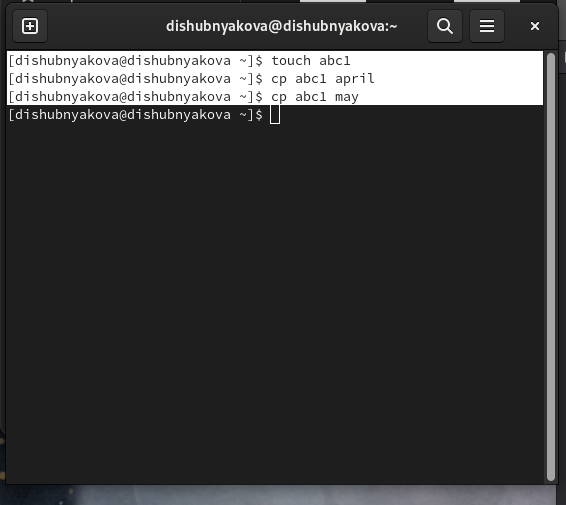 dishubnyakova@dishubnyakova:~
[dishubnyakova@dishubnyakova ~]$ touch abc1
[dishubnyakova@dishubnyakova ~]$ cp abc1 april
[dishubnyakova@dishubnyakova ~]$ cp abc1 may
[dishubnyakova@dishubnyakova ~]$